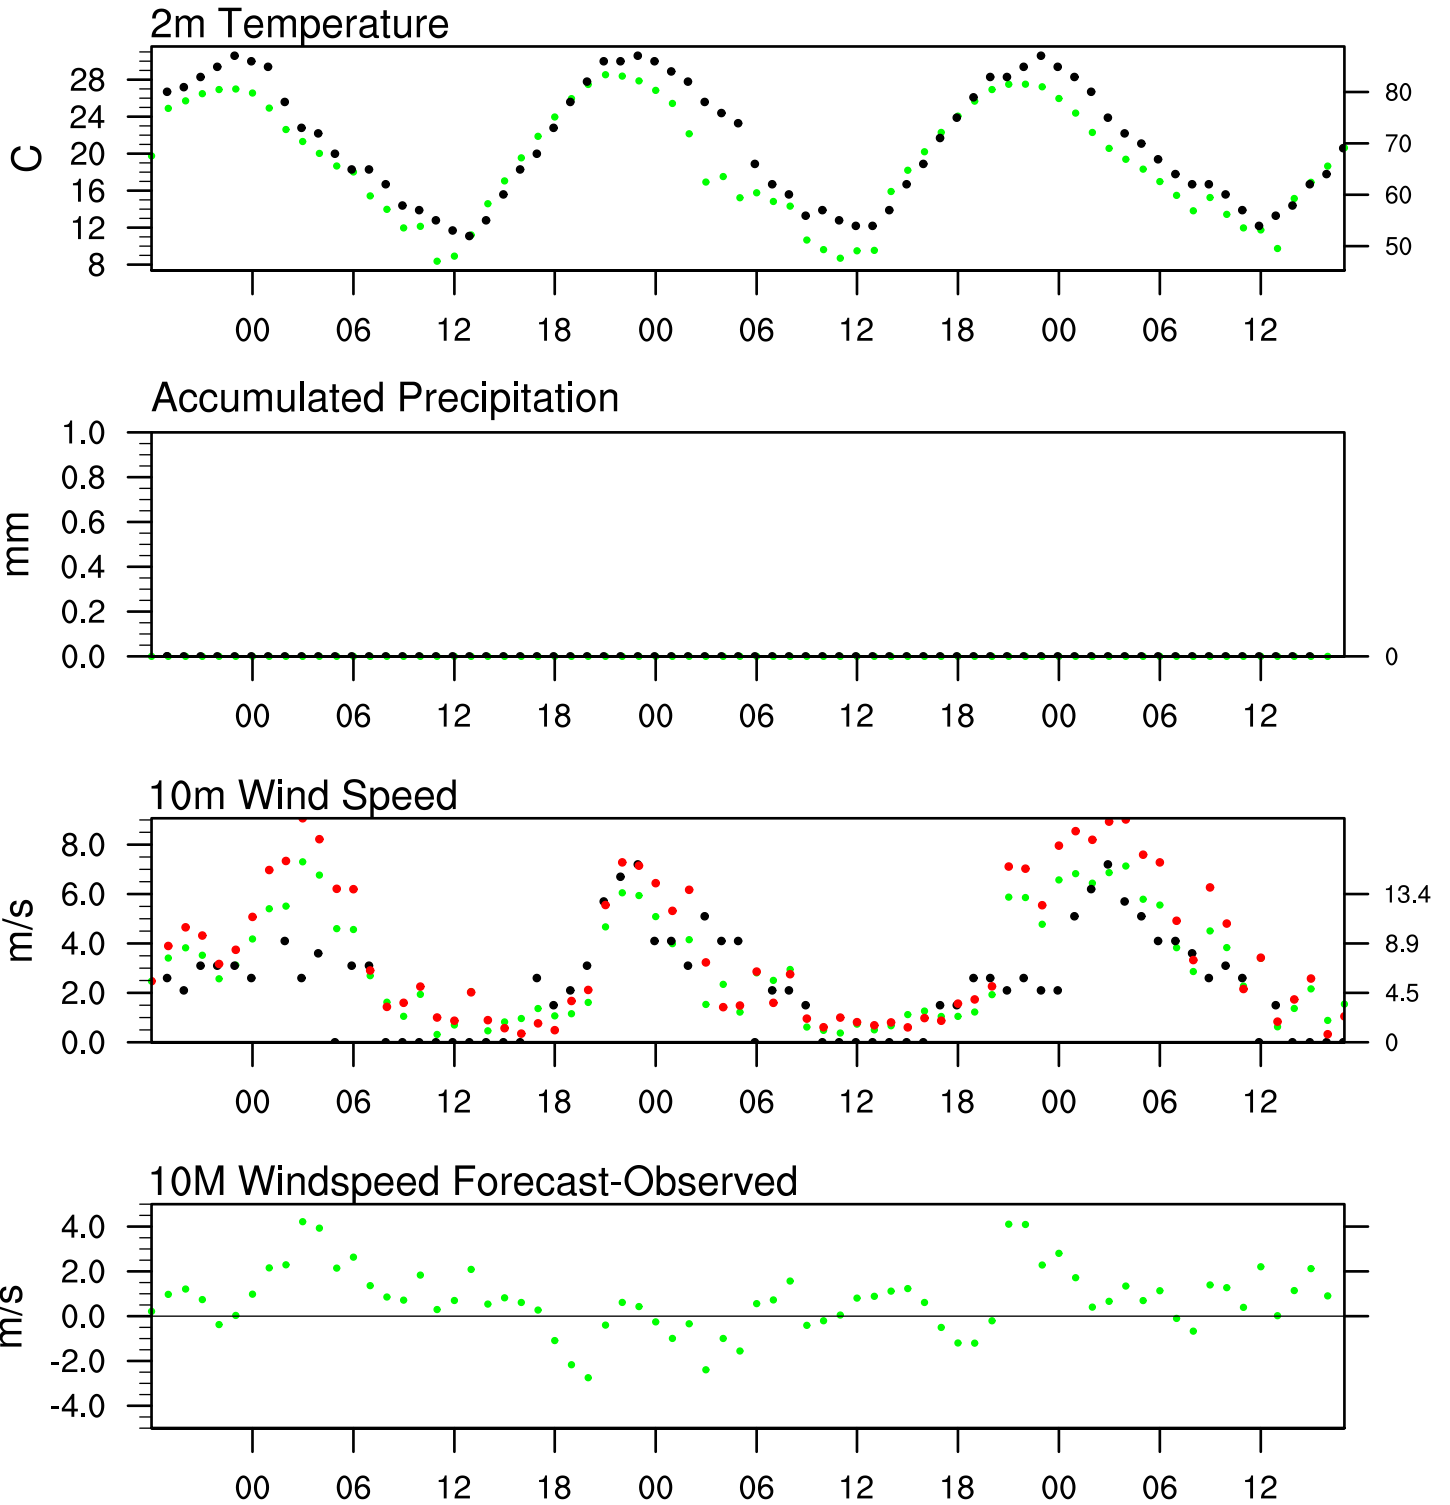 2m Temperature
28
24
20
16
12
8
C
80
70
60
50
00 06 12 18 00 06 12 18 00 06 12
Accumulated Precipitation
1.0
0.8
0.6
0.4
0.2
0.0
mm
0
00 06 12 18 00 06 12 18 00 06 12
10m Wind Speed
8.0
6.0
4.0
2.0
0.0
m/s
13.4
8.9
4.5
0
00 06 12 18 00 06 12 18 00 06 12
10M Windspeed Forecast-Observed
4.0
2.0
0.0
-2.0
-4.0
m/s
00 06 12 18 00 06 12 18 00 06 12